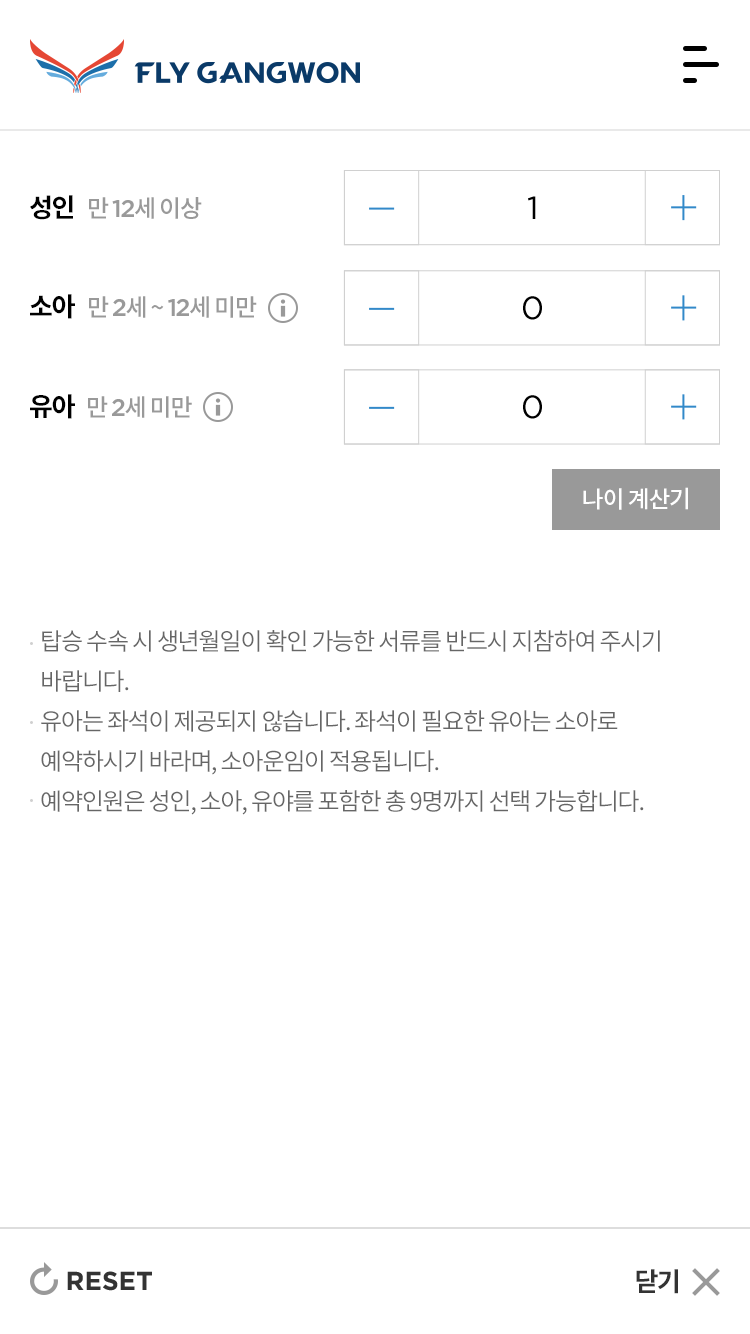 FLY GANGWON
성인 만 12세 이상 1
소아 만 2세 ~ 12세 미만 0
유아 만 2세 미만 0
나이 계산기
· 탑승 수속 시 생년월일이 확인 가능한 서류를 반드시 지참하여 주시기
바랍니다.
· 유아는 좌석이 제공되지 않습니다. 좌석이 필요한 유아는 소아로
예약하시기 바라며, 소아운임이 적용됩니다.
· 예약인원은 성인, 소아, 유야를 포함한 총 9명까지 선택 가능합니다.
RESET 닫기